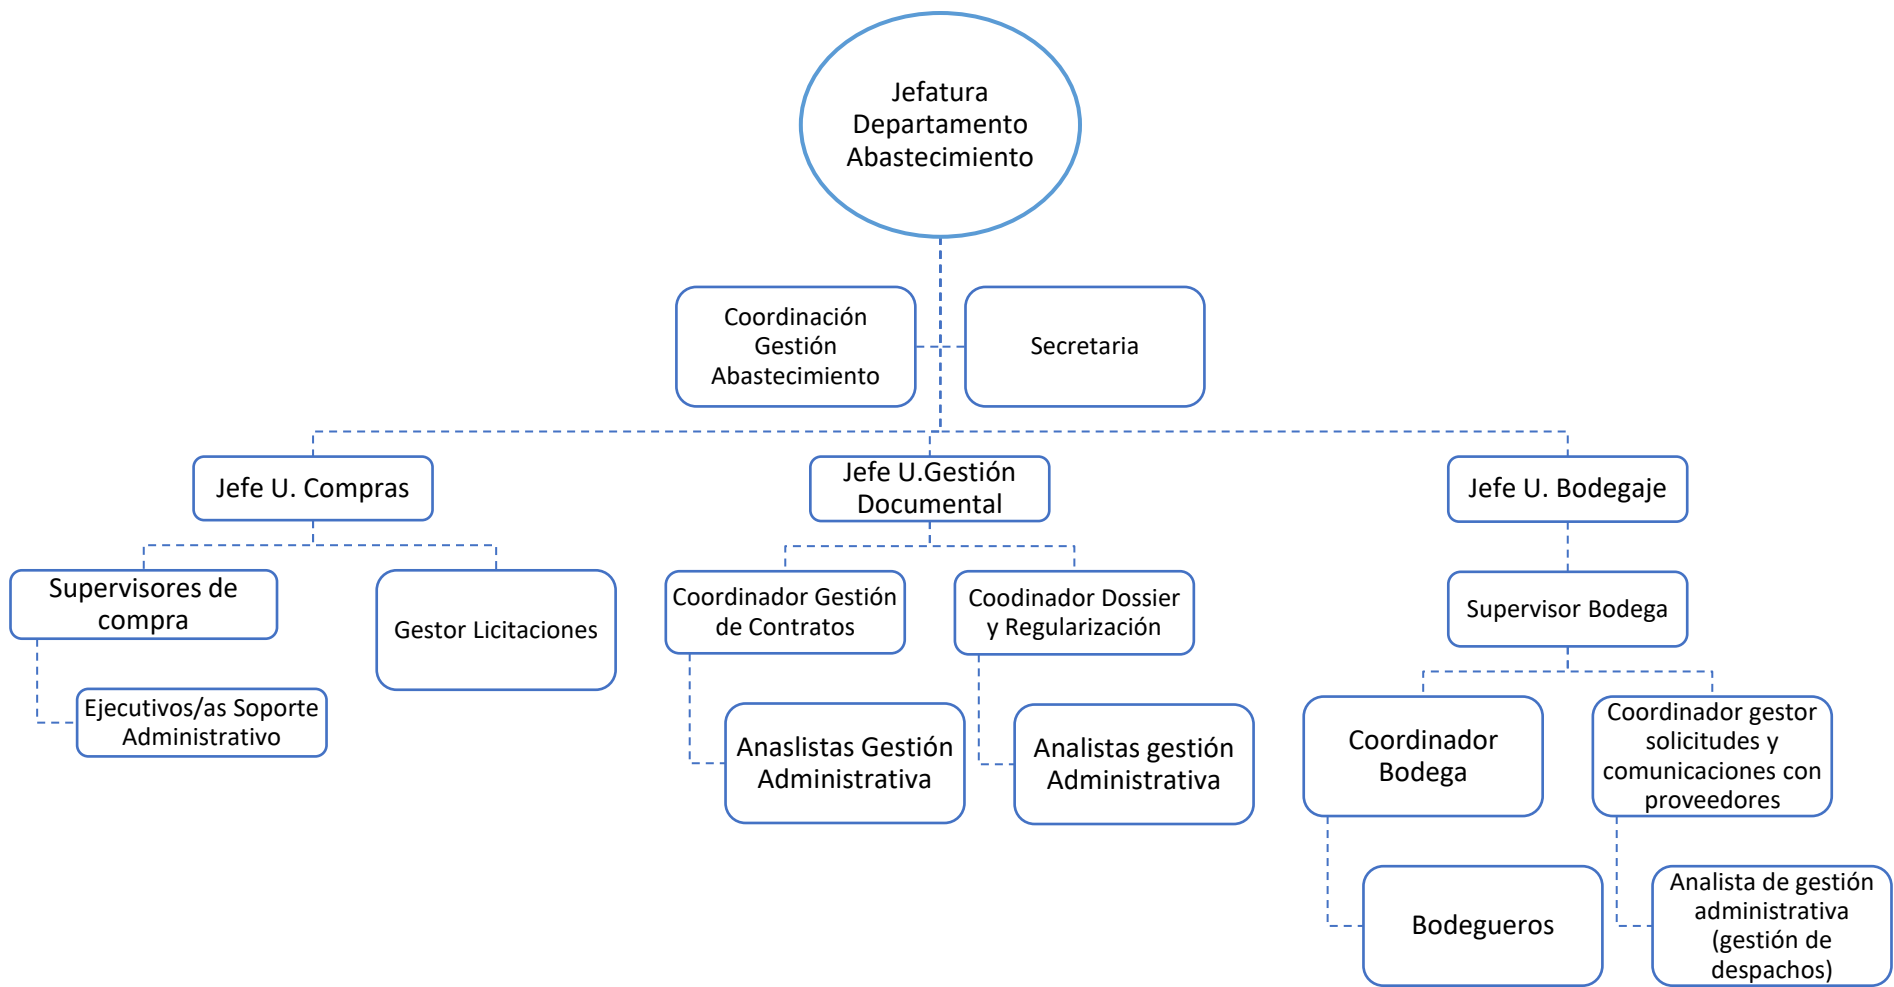 Jefatura
Departamento
Abastecimiento
Coordinación
Gestión
Abastecimiento
Secretaria
Jefe U. Compras
Jefe U.Gestión
Documental
Jefe U. Bodegaje
Supervisores de
compra
Gestor Licitaciones
Ejecutivos/as Soporte
Administrativo
Coordinador Gestión
de Contratos
Coodinador Dossier
y Regularización
Anaslistas Gestión
Administrativa
Analistas gestión
Administrativa
Supervisor Bodega
Coordinador
Bodega
Coordinador gestor
solicitudes y
comunicaciones con
proveedores
Bodegueros
Analista de gestión
administrativa
(gestión de
despachos)